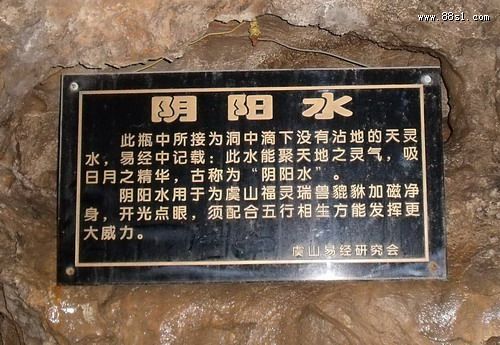 www.88sl.com
阴阳水
此瓶中所接为洞中滴下没有沾地的天灵
水，易经中记载：此水能聚天地之灵气，吸
日月之精华，古称为“阴阳水”。
阴阳水用于为虞山福灵瑞兽貔貅加磁净
身，开光点眼，须配合五行相生方能发挥更
大威力。
虞山易经研究会